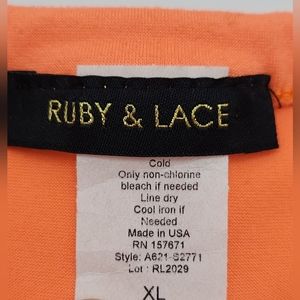 RUBY & LACE
Cold
Only non-chlorine
bleach if needed
Line dry
Cool iron if
Needed
Made in USA
RN 157671
Style: A621-S2771
Lot : RL2029
XL